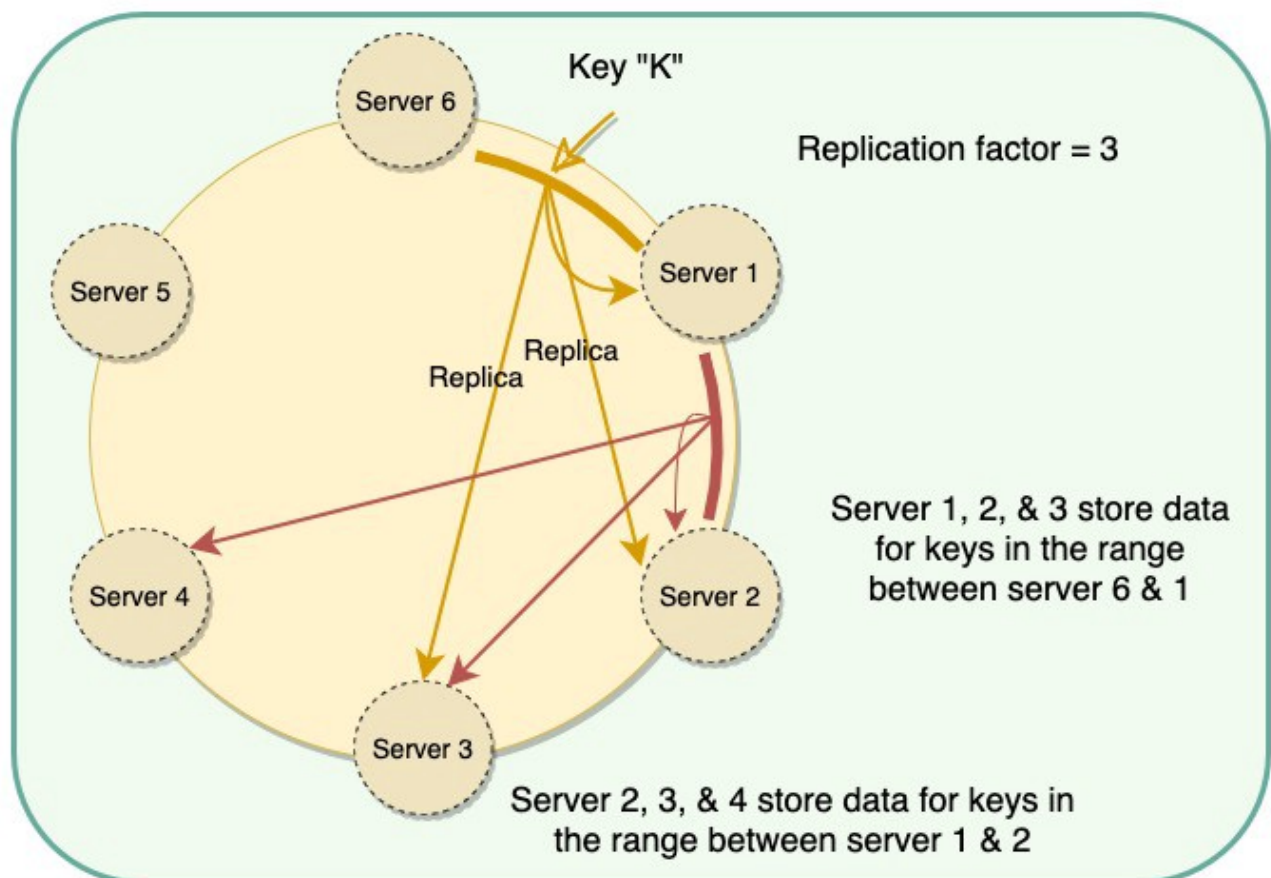 Key "K"
Server 6
Replication factor = 3
Server 1
Server 5
Replica
Replica
Server 1, 2, & 3 store data
for keys in the range
between server 6 & 1
Server 4
Server 2
Server 3
Server 2, 3, & 4 store data for keys in
the range between server 1 & 2